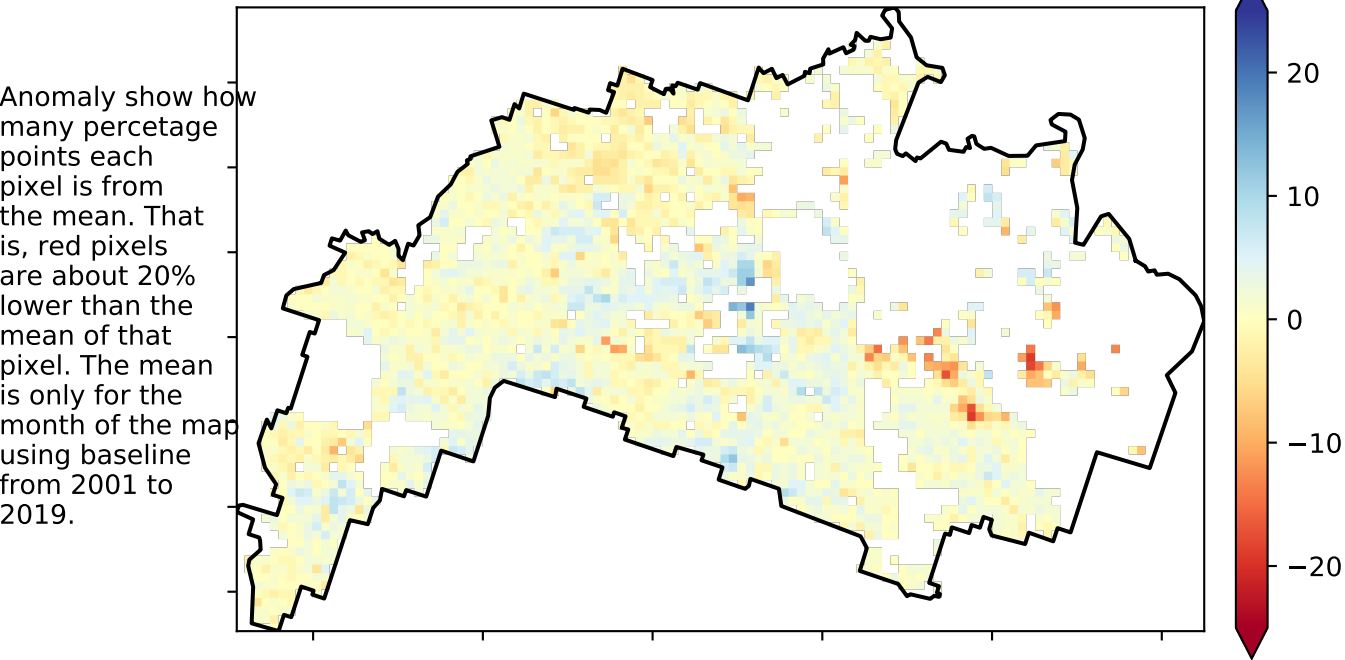 Anomaly show how
many percetage
points each
pixel is from
the mean. That
is, red pixels
are about 20%
lower than the
mean of that
pixel. The mean
is only for the
month of the map
using baseline
from 2001 to
2019.
20
10
0
−10
−20